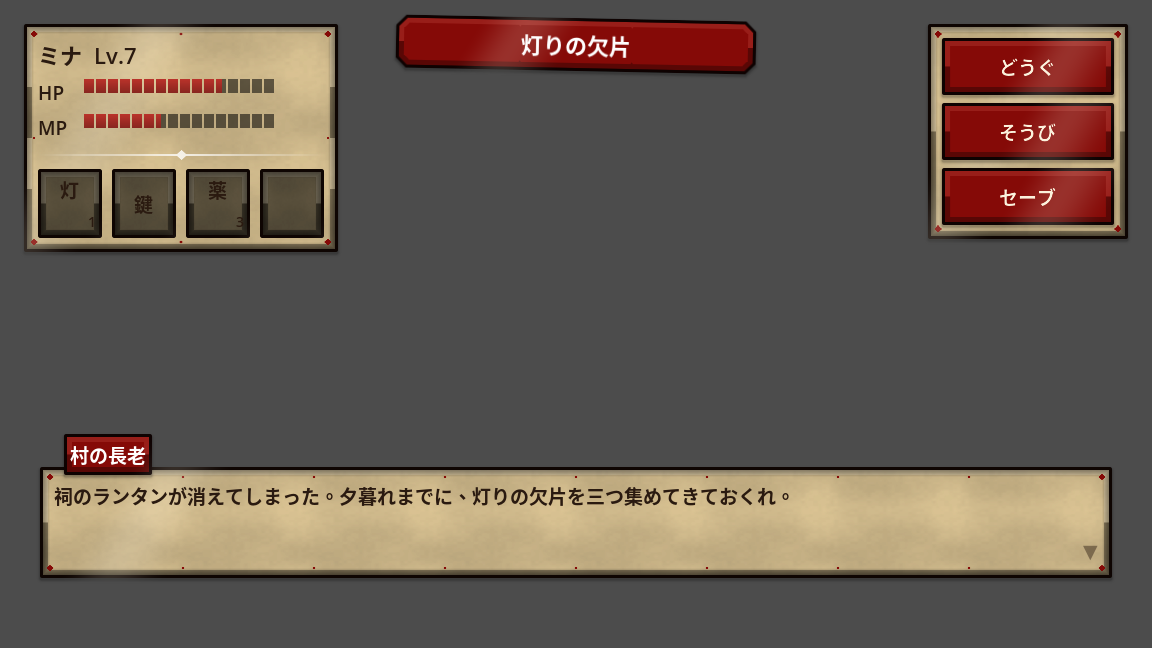 ミナ Lv.7
HP
MP
灯
1
鍵
薬
3
灯りの欠片
どうぐ
そうび
セーブ
村の長老
祠のランタンが消えてしまった。夕暮れまでに、灯りの欠片を三つ集めてきておくれ。
▼